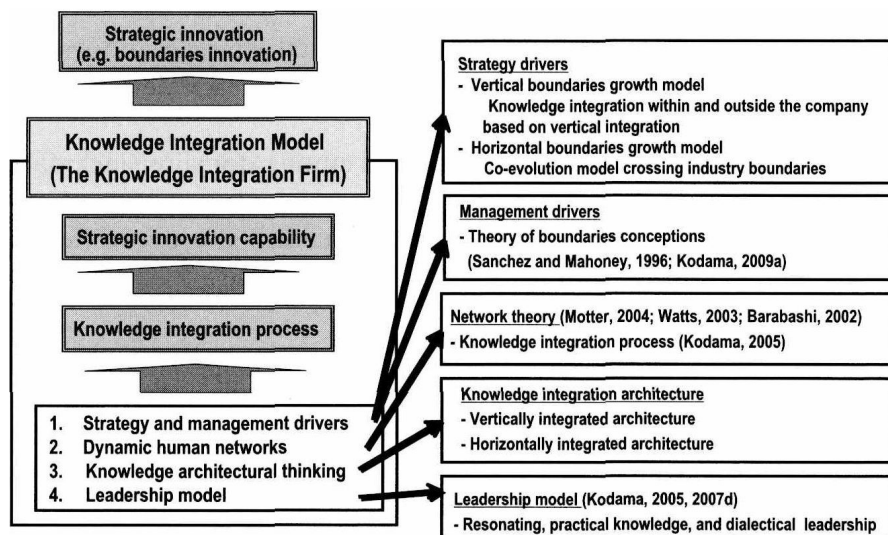 Strategic innovation
(e.g. boundaries innovation)
Knowledge Integration Model
(The Knowledge Integration Firm)
Strategic innovation capability
Knowledge integration process
1. Strategy and management drivers
2. Dynamic human networks
3. Knowledge architectural thinking
4. Leadership model
Strategy drivers
- Vertical boundaries growth model
Knowledge integration within and outside the company
based on vertical integration
- Horizontal boundaries growth model
Co-evolution model crossing industry boundaries
Management drivers
- Theory of boundaries conceptions
(Sanchez and Mahoney, 1996; Kodama, 2009a)
Network theory (Motter, 2004; Watts, 2003; Barabashi, 2002)
- Knowledge integration process (Kodama, 2005)
Knowledge integration architecture
- Vertically integrated architecture
- Horizontally integrated architecture
Leadership model (Kodama, 2005, 2007d)
- Resonating, practical knowledge, and dialectical leadership